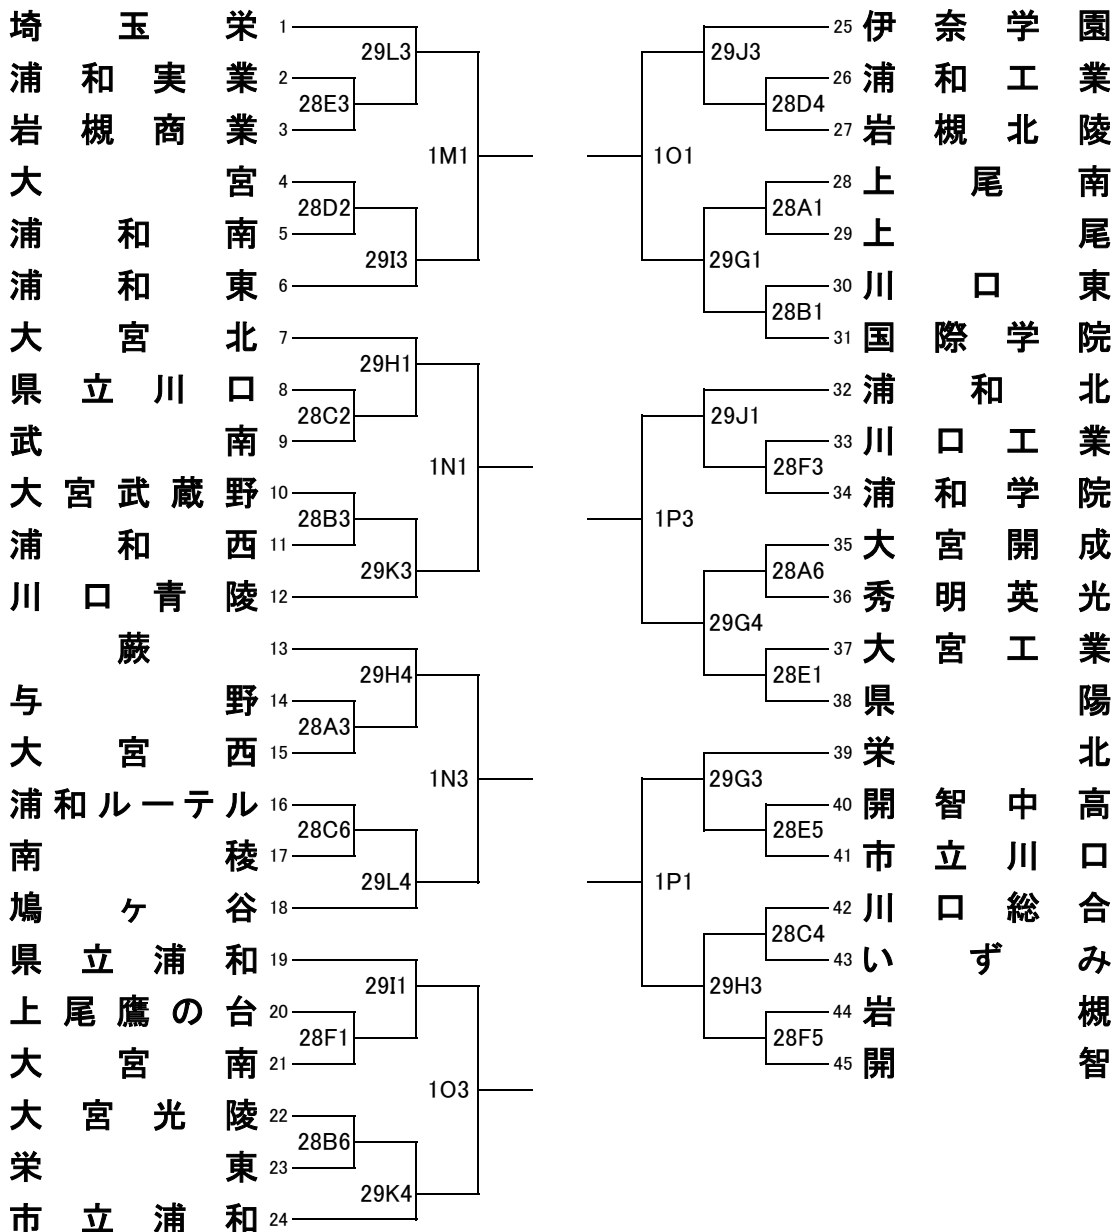 埼玉栄 1
29L3
浦和実業 2
28E3
岩槻商業 3
1M1
大宮 4
28D2
浦和南 5
29I3
浦和東 6
大宮北 7
29H1
県立川口 8
28C2
武南 9
1N1
大宮武蔵野 10
28B3
浦和西 11
29K3
川口青陵 12
蕨 13
29H4
与野 14
28A3
大宮西 15
1N3
浦和ルーテル 16
28C6
南稜 17
29L4
鳩ヶ谷 18
県立浦和 19
29I1
上尾鷹の台 20
28F1
大宮南 21
1O3
大宮光陵 22
28B6
栄東 23
29K4
市立浦和 24
25 伊奈学園
29J3
26 浦和工業
28D4
27 岩槻北陵
1O1
28 上尾南
28A1
29 上尾
29G1
30 川口東
28B1
31 国際学院
32 浦和北
29J1
33 川口工業
28F3
34 浦和学院
1P3
35 大宮開成
28A6
36 秀明英光
29G4
37 大宮工業
28E1
38 県陽
39 栄北
29G3
40 開智中高
28E5
41 市立川口
1P1
42 川口総合
28C4
43 いずみ
29H3
44 岩槻
28F5
45 開智